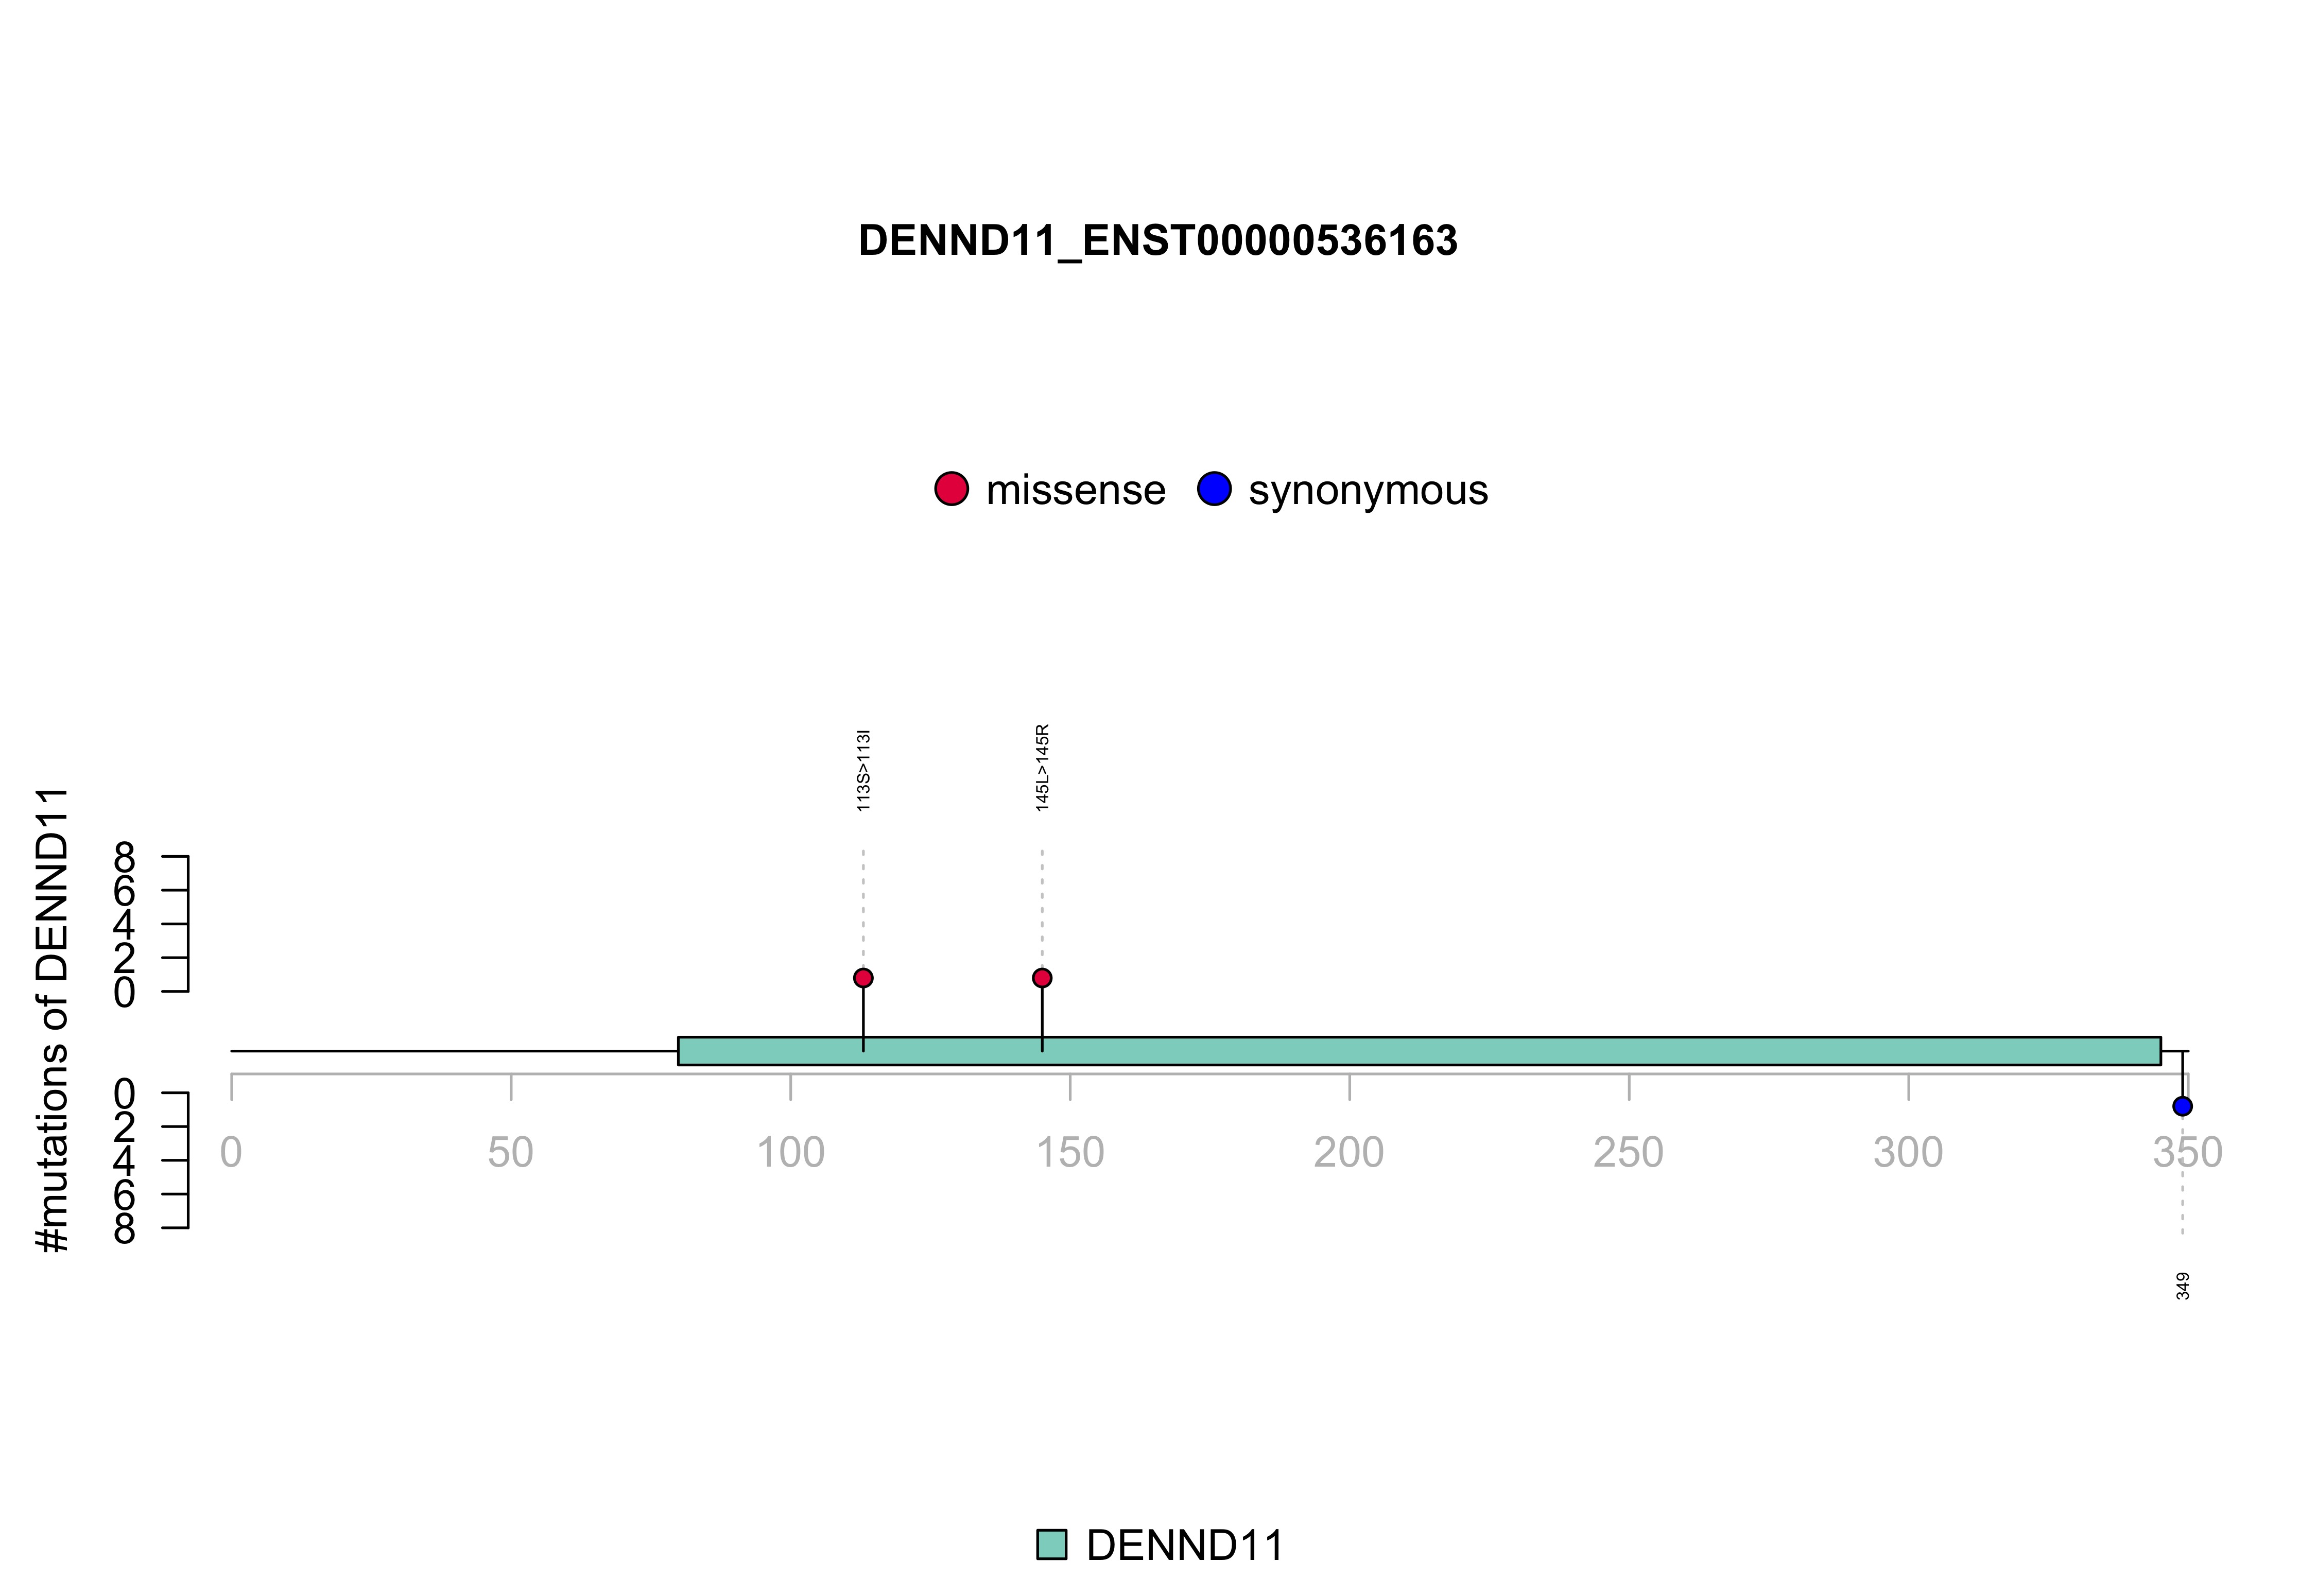 DENND11_ENST00000536163
missense synonymous
113S>113I
145L>145R
#mutations of DENND11
8
6
4
2
0
0
2
4
6
8
0 50 100 150 200 250 300 350
349
DENND11